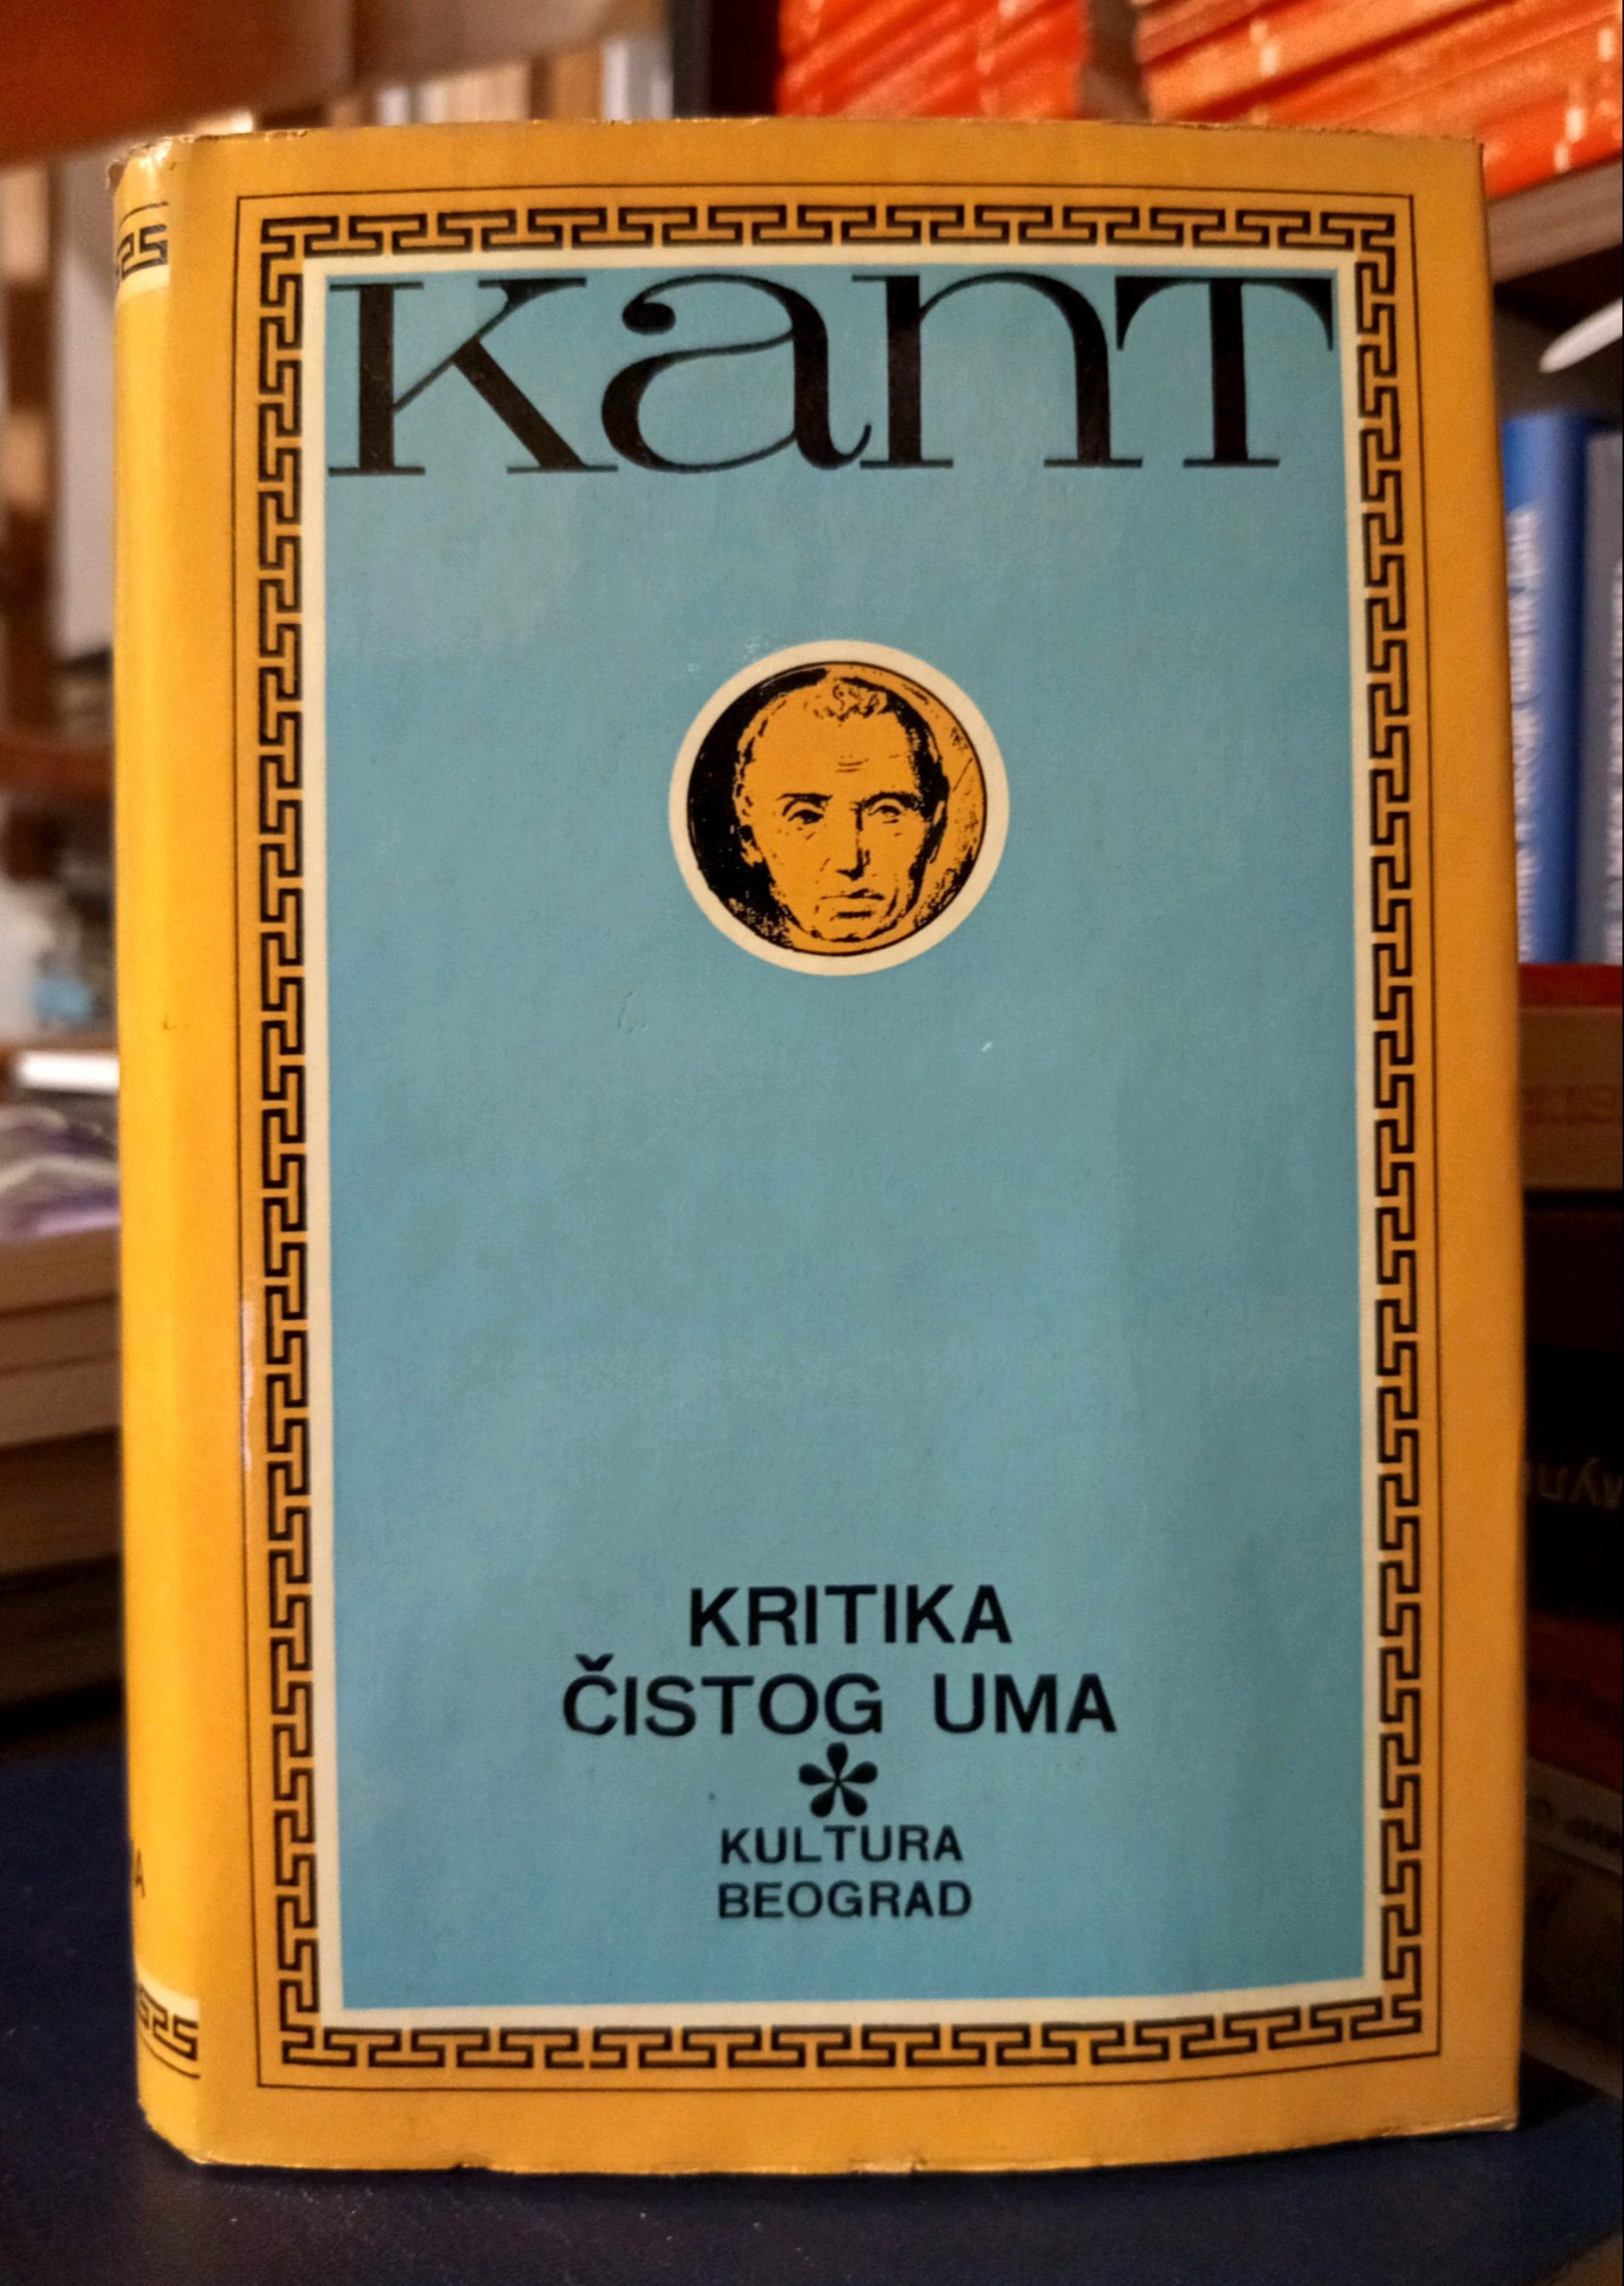 Kant
KRITIKA
ČISTOG UMA
*
KULTURA
BEOGRAD